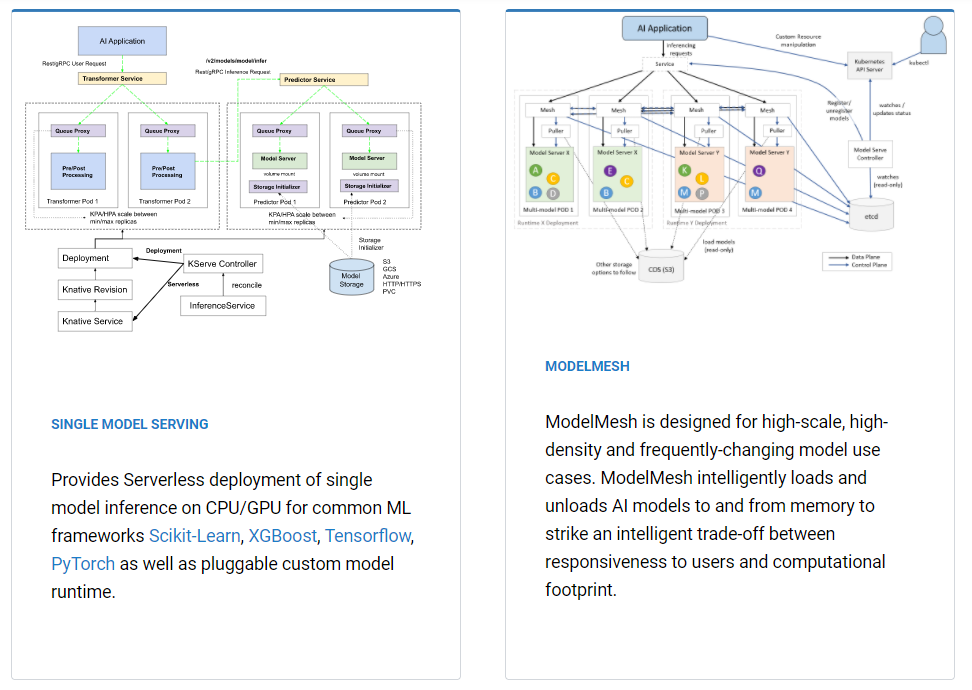 AI Application
Rest/gRPC User Request
Transformer Service
/v2/models/model/infer
Rest/gRPC Inference Request
Predictor Service
Queue Proxy
Queue Proxy
Queue Proxy
Queue Proxy
Pre/Post
Processing
Pre/Post
Processing
Model Server
Model Server
volume mount
volume mount
Storage Initializer
Storage Initializer
Transformer Pod 1
Transformer Pod 2
Predictor Pod 1
Predictor Pod 2
KPA/HPA scale between
min/max replicas
KPA/HPA scale between
min/max replicas
Deployment
Deployment
Knative Revision
Knative Service
Serverless
KServe Controller
reconcile
InferenceService
Storage
Initializer
Model
Storage
S3
GCS
Azure
HTTP/HTTPS
PVC
SINGLE MODEL SERVING
Provides Serverless deployment of single
model inference on CPU/GPU for common ML
frameworks Scikit-Learn, XGBoost, Tensorflow,
PyTorch as well as pluggable custom model
runtime.
AI Application
Inferencing
requests
Service
Custom Resource
manipulation
Kubernetes
API Server
kubectl
Register/
unregister
models
watches /
updates status
Model Serve
Controller
watches
(read-only)
etcd
Mesh
Mesh
Mesh
Mesh
Puller
Puller
Puller
Puller
Model Server X
Model Server X
Model Server Y
Model Server Y
A
C
B
D
E
C
B
K
L
M
P
Q
M
Multi-model POD 1
Multi-model POD 2
Multi-model POD 3
Multi-model POD 4
Runtime X Deployment
Runtime Y Deployment
load models
(read-only)
Other storage
options to follow
COS (S3)
Data Plane
Control Plane
MODELMESH
ModelMesh is designed for high-scale, high-
density and frequently-changing model use
cases. ModelMesh intelligently loads and
unloads AI models to and from memory to
strike an intelligent trade-off between
responsiveness to users and computational
footprint.